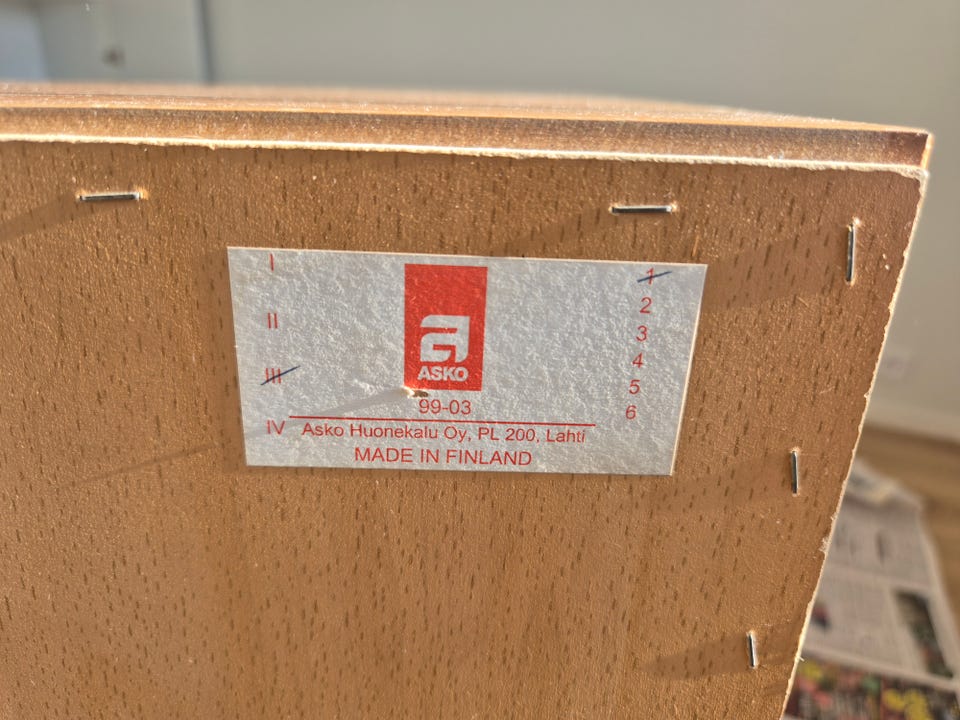 I
II
III
IV
a
ASKO
99-03
Asko Huonekalu Oy, PL 200, Lahti
MADE IN FINLAND
1
2
3
4
5
6